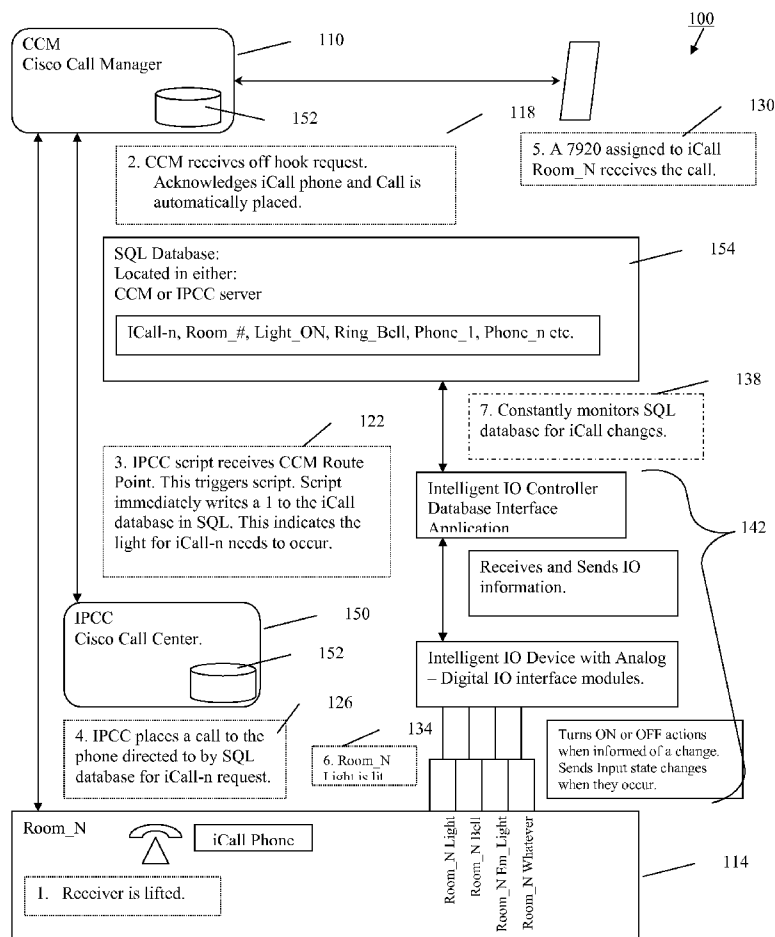 CCM
Cisco Call Manager
110
100
152
118
130
2. CCM receives off hook request.
Acknowledges iCall phone and Call is
automatically placed.
5. A 7920 assigned to iCall
Room_N receives the call.
SQL Database:
Located in either:
CCM or IPCC server
154
ICall-n, Room_#, Light_ON, Ring_Bell, Phone_1, Phone_n etc.
138
7. Constantly monitors SQL
database for iCall changes.
122
3. IPCC script receives CCM Route
Point. This triggers script. Script
immediately writes a 1 to the iCall
database in SQL. This indicates the
light for iCall-n needs to occur.
Intelligent IO Controller
Database Interface
Application
142
Receives and Sends IO
information.
150
IPCC
Cisco Call Center.
152
Intelligent IO Device with Analog
– Digital IO interface modules.
126
134
4. IPCC places a call to the
phone directed to by SQL
database for iCall-n request.
6. Room_N
Light is lit
Turns ON or OFF actions
when informed of a change.
Sends Input state changes
when they occur.
Room_N
iCall Phone
1. Receiver is lifted.
Room_N Light
Room_N Bell
Room_N Em_Light
Room_N Whatever
114